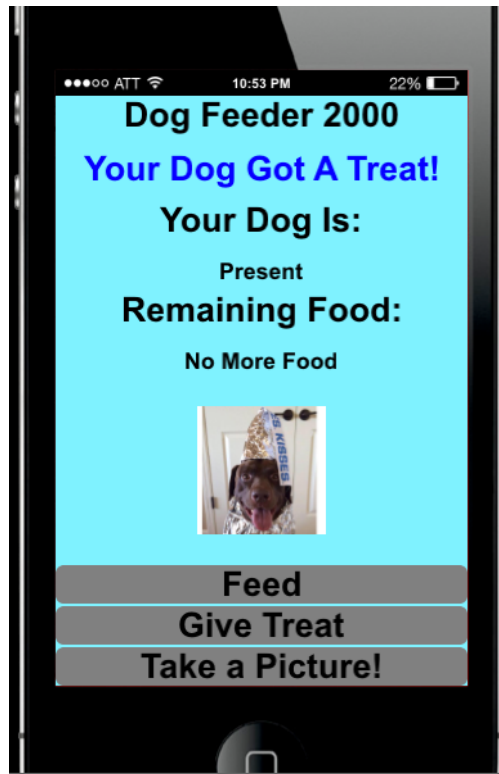 ATT 10:53 PM 22%
Dog Feeder 2000
Your Dog Got A Treat!
Your Dog Is:
Present
Remaining Food:
No More Food
ES KISSES
Feed
Give Treat
Take a Picture!